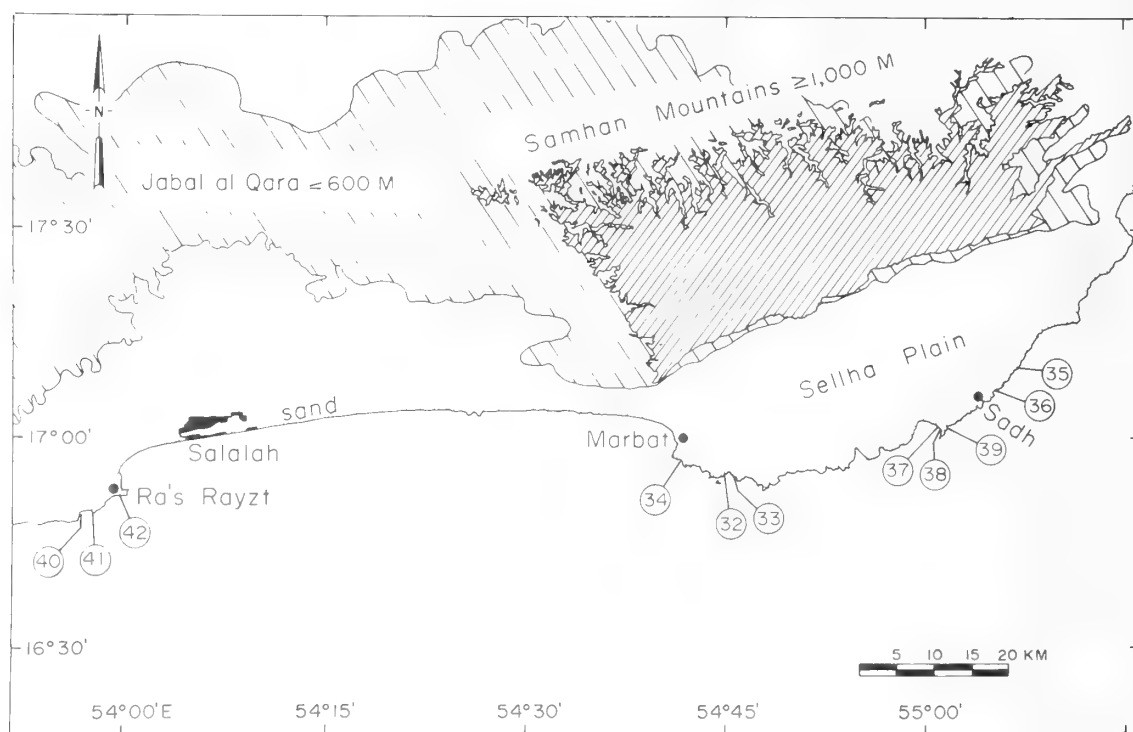 N
Samhan Mountains ≥1,000 M
Jabal al Qara ≤600 M
17°30'
Sellha Plain
35
36
sand
Sadh
17°00'
Salalah
Marbat
39
37
38
34
Ra's Rayzt
32
33
42
40
41
16°30'
5 10 15 20 KM
54°00'E
54°15'
54°30'
54°45'
55°00'